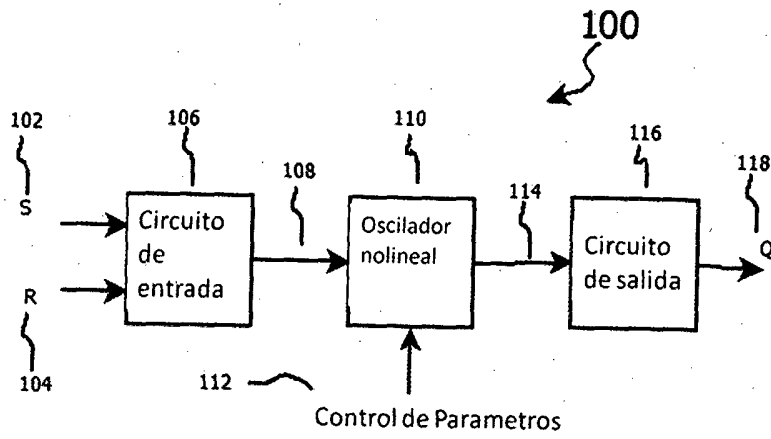 100
102
106
110
116
118
108
114
S
R
Circuito
de
entrada
Oscilador
nolineal
Circuito
de salida
Q
104
112
Control de Parametros